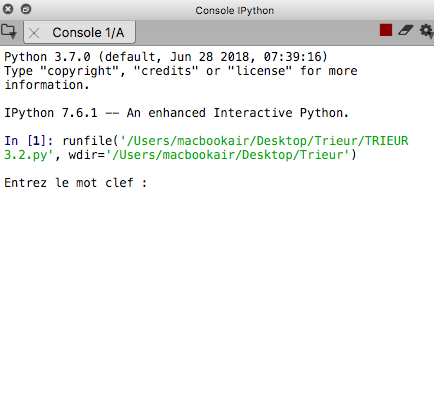 Console IPython
Console 1/A
Python 3.7.0 (default, Jun 28 2018, 07:39:16)
Type "copyright", "credits" or "license" for more
information.
IPython 7.6.1 -- An enhanced Interactive Python.
In [1]: runfile('/Users/macbookair/Desktop/Trieur/TRIEUR
3.2.py', wdir='/Users/macbookair/Desktop/Trieur')
Entrez le mot clef :